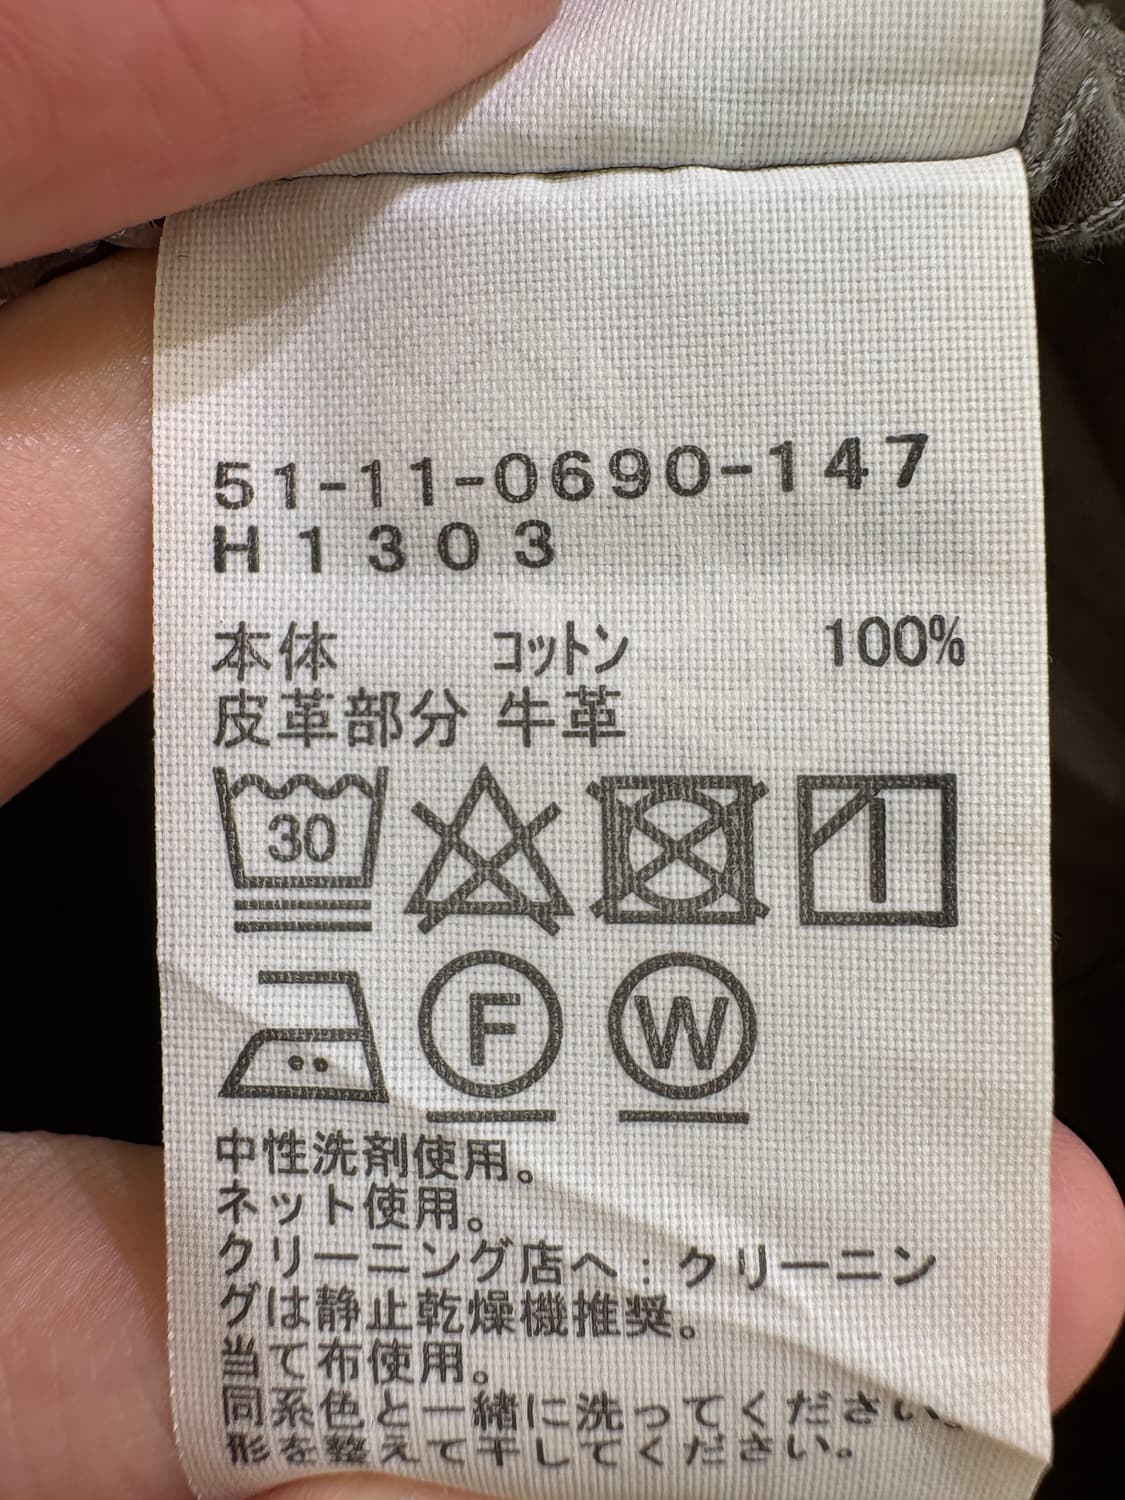 51-11-0690-147
H1303
本体 コットン 100%
皮革部分 牛革
30
F W
中性洗剤使用。
ネット使用。
クリーニング店へ：クリーニン
グは静止乾燥機推奨。
当て布使用。
同系色と一緒に洗ってください。
形を整えて干してください。